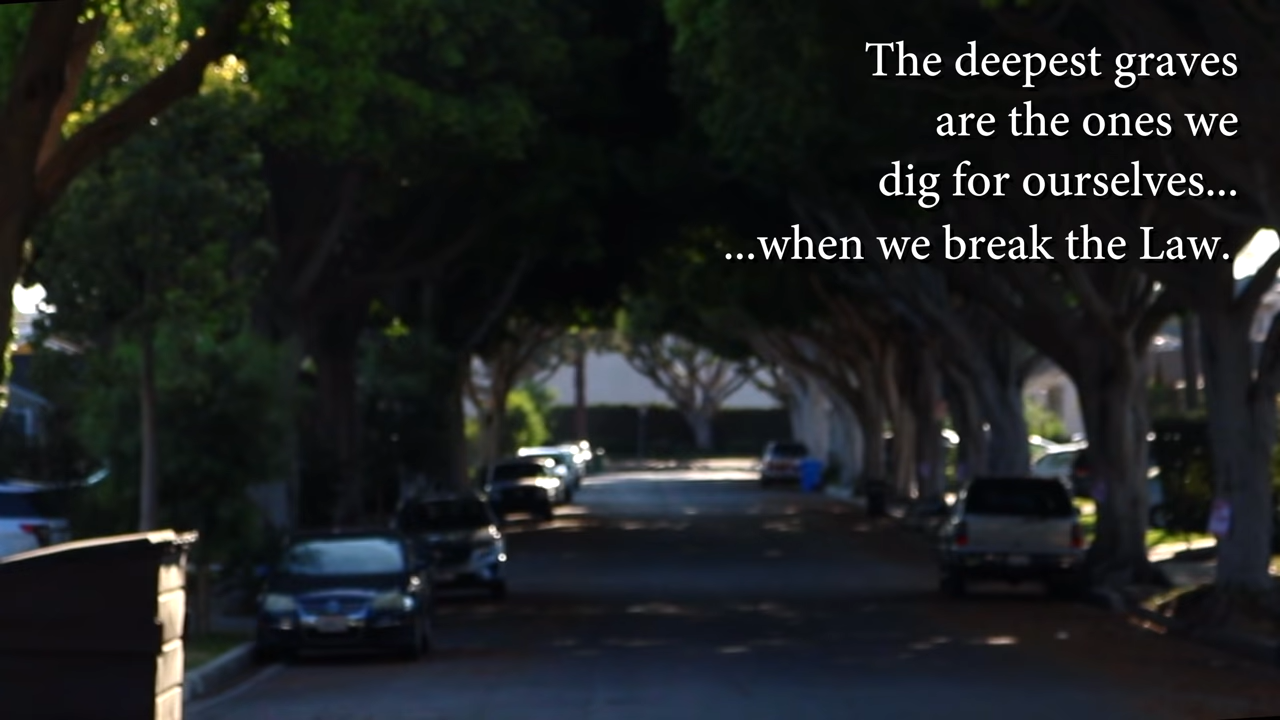 The deepest graves
are the ones we
dig for ourselves...
...when we break the Law.